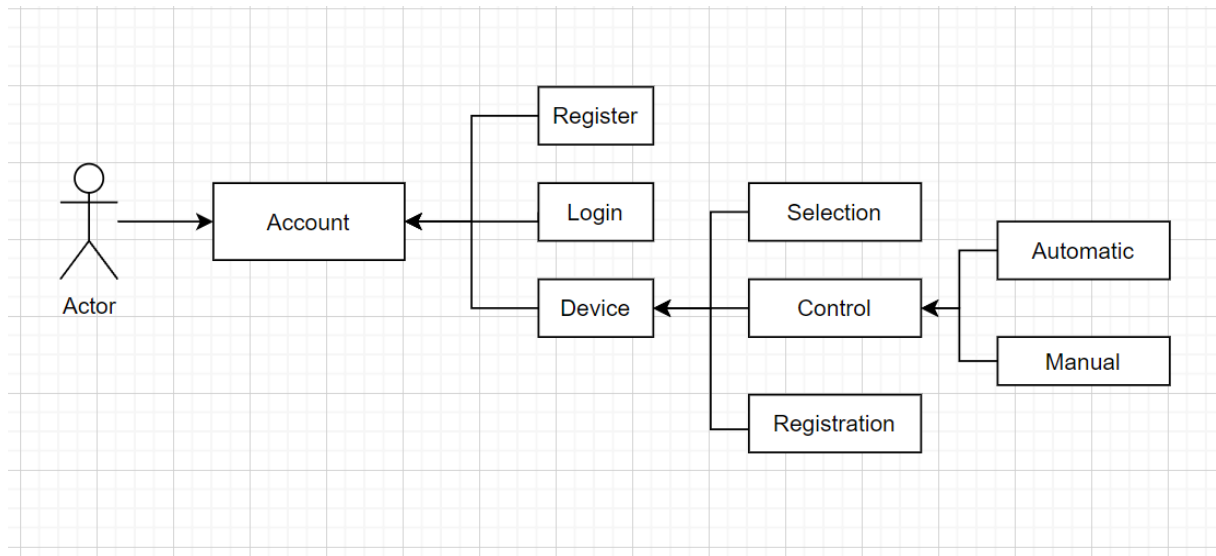 Register
Account
Login
Selection
Automatic
Actor
Device
Control
Manual
Registration